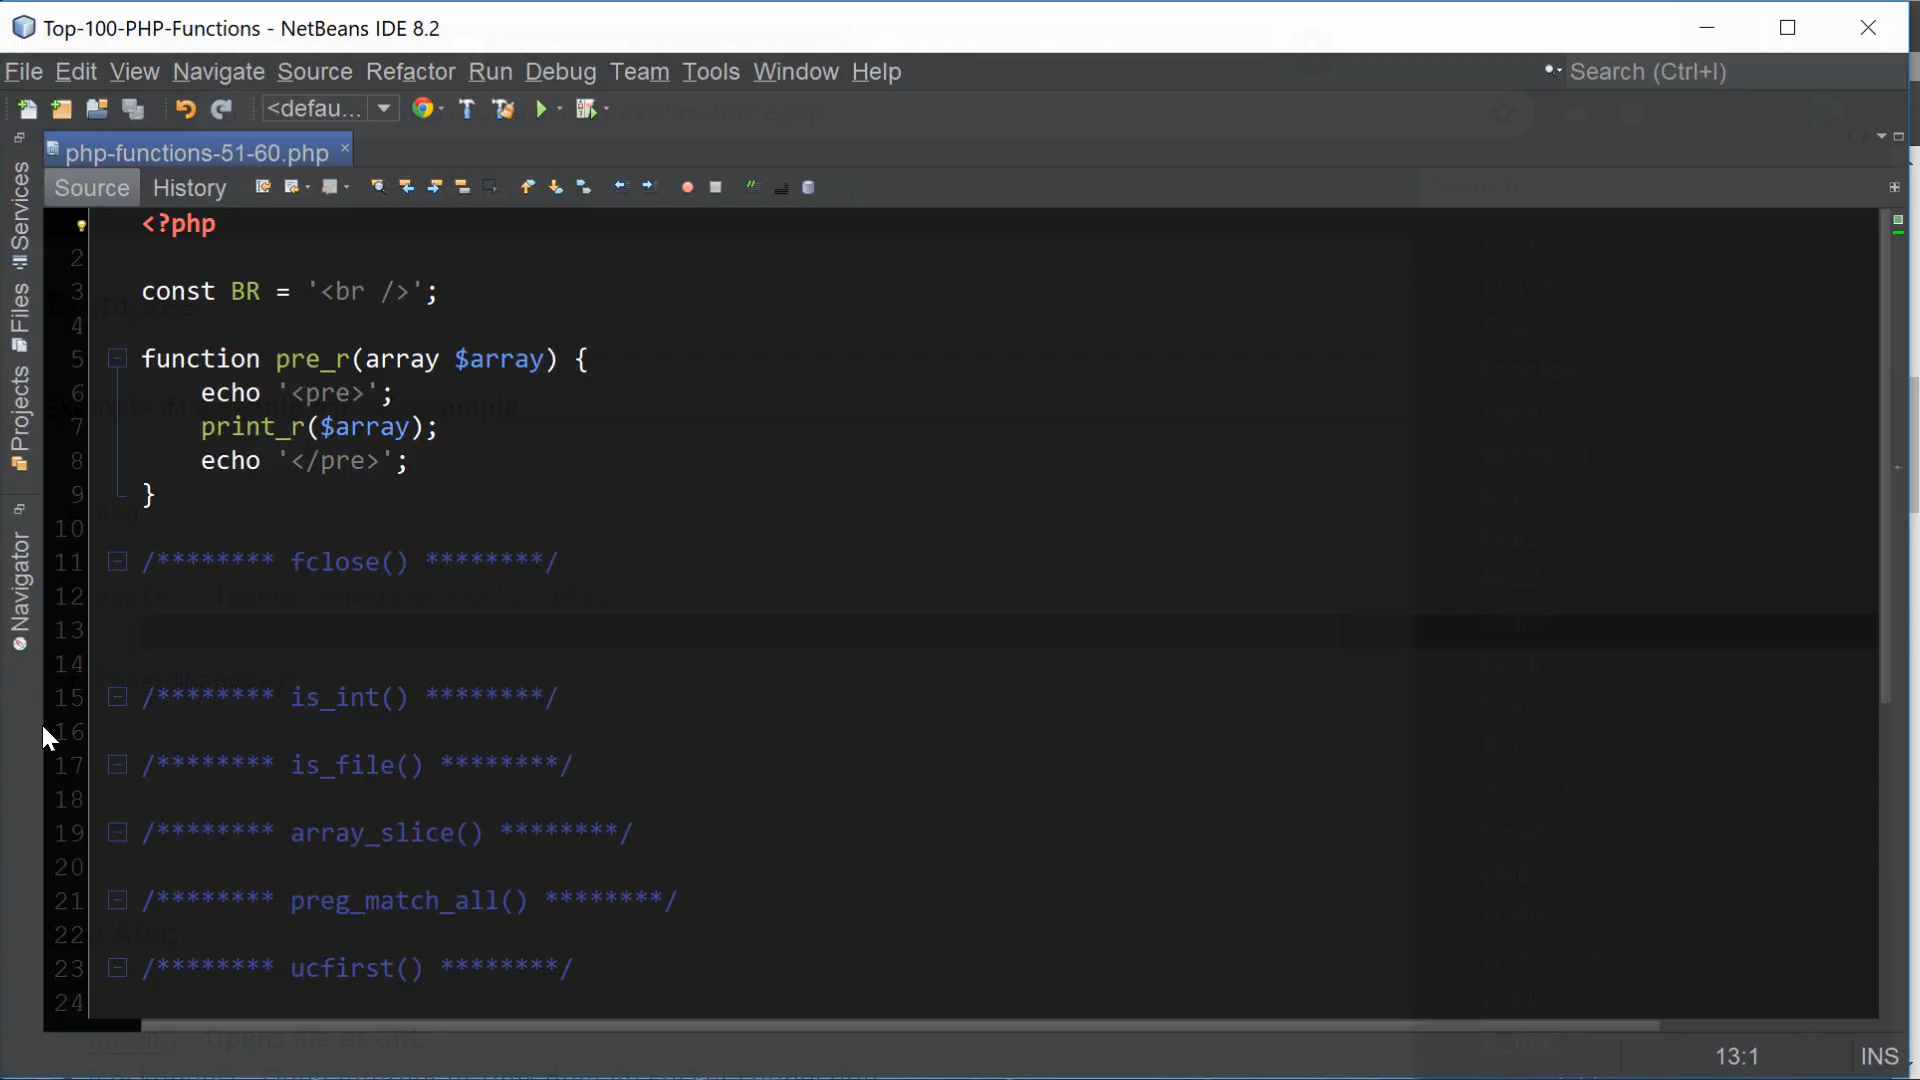 Top-100-PHP-Functions - NetBeans IDE 8.2
File Edit View Navigate Source Refactor Run Debug Team Tools Window Help
Search (Ctrl+I)
<defau...
php-functions-51-60.php
Source History
Services
Files
Projects
Navigator
<?php
2
3 const BR = '<br />';
4
5 function pre_r(array $array) {
6 echo '<pre>';
7 print_r($array);
8 echo '</pre>';
9 }
10
11 /******** fclose() ********/
12
13
14
15 /******** is_int() ********/
16
17 /******** is_file() ********/
18
19 /******** array_slice() ********/
20
21 /******** preg_match_all() ********/
22
23 /******** ucfirst() ********/
24
13:1 INS